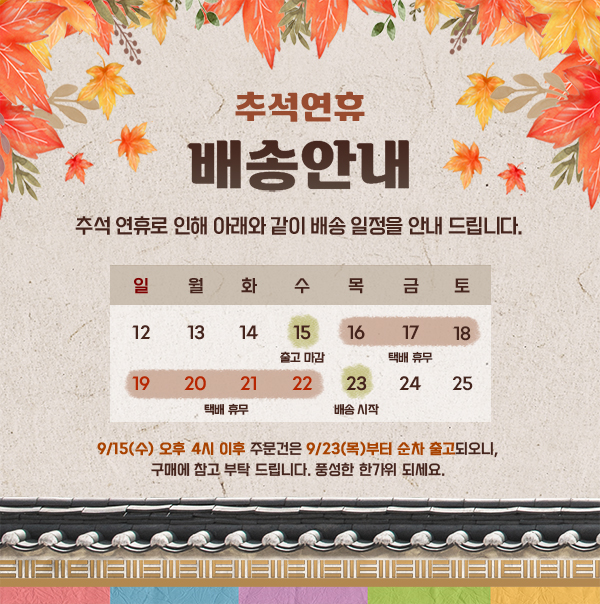 추석연휴
배송안내
추석 연휴로 인해 아래와 같이 배송 일정을 안내 드립니다.
일 월 화 수 목 금 토
12 13 14 15 16 17 18
출고 마감 택배 휴무
19 20 21 22 23 24 25
택배 휴무 배송 시작
9/15(수) 오후 4시 이후 주문건은 9/23(목)부터 순차 출고되오니,
구매에 참고 부탁 드립니다. 풍성한 한가위 되세요.